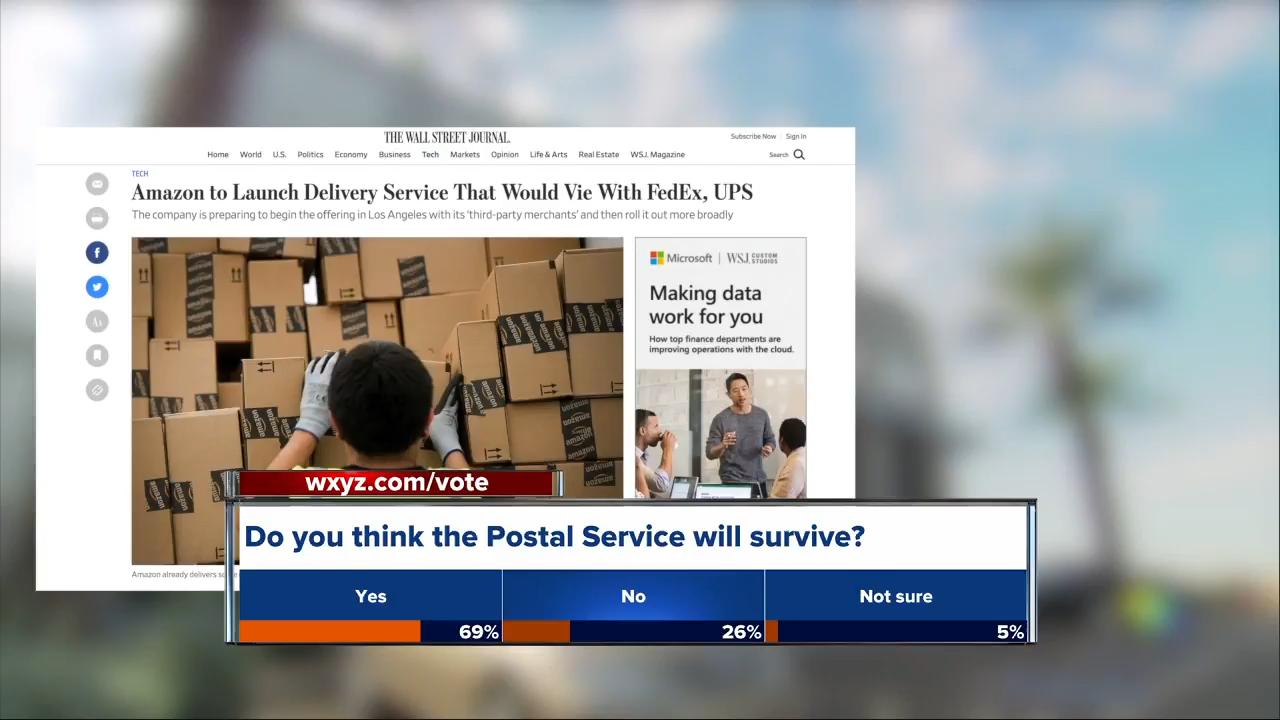 THE WALL STREET JOURNAL.
Subscribe Now Sign In
Home World U.S. Politics Economy Business Tech Markets Opinion Life & Arts Real Estate WSJ. Magazine
Search
TECH
Amazon to Launch Delivery Service That Would Vie With FedEx, UPS
The company is preparing to begin the offering in Los Angeles with its 'third-party merchants' and then roll it out more broadly
Microsoft | WSJ. CUSTOM STUDIOS
Making data
work for you
How top finance departments are
improving operations with the cloud.
amazon
amazon
amazon
amazon
Amazon already delivers
wxyz.com/vote
Do you think the Postal Service will survive?
Yes No Not sure
69% 26% 5%